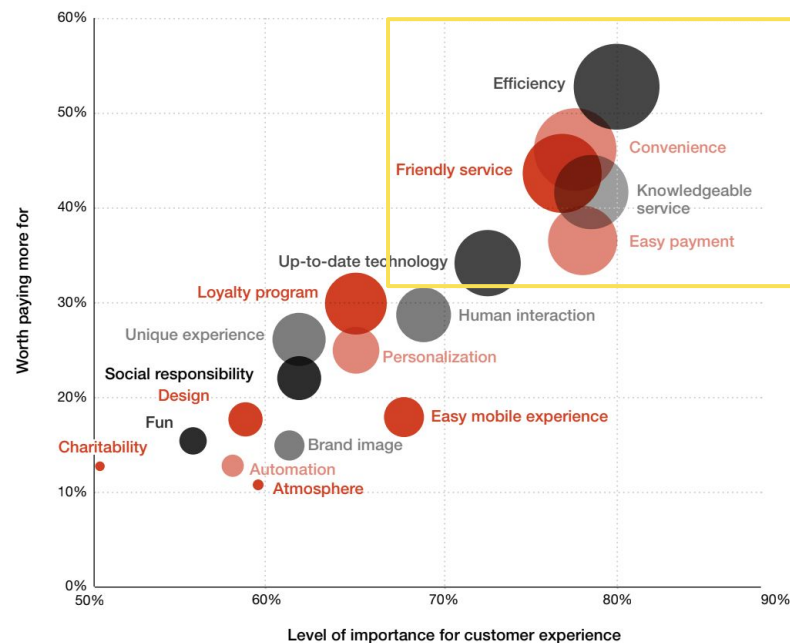 60%
Efficiency
50%
Convenience
Friendly service
Knowledgeable
service
40%
Easy payment
Up-to-date technology
Loyalty program
30%
Human interaction
Unique experience
Personalization
Social responsibility
20%
Design
Easy mobile experience
Fun
Brand image
Charitability
Automation
Atmosphere
10%
0%
50%
60%
70%
80%
90%
Worth paying more for
Level of importance for customer experience